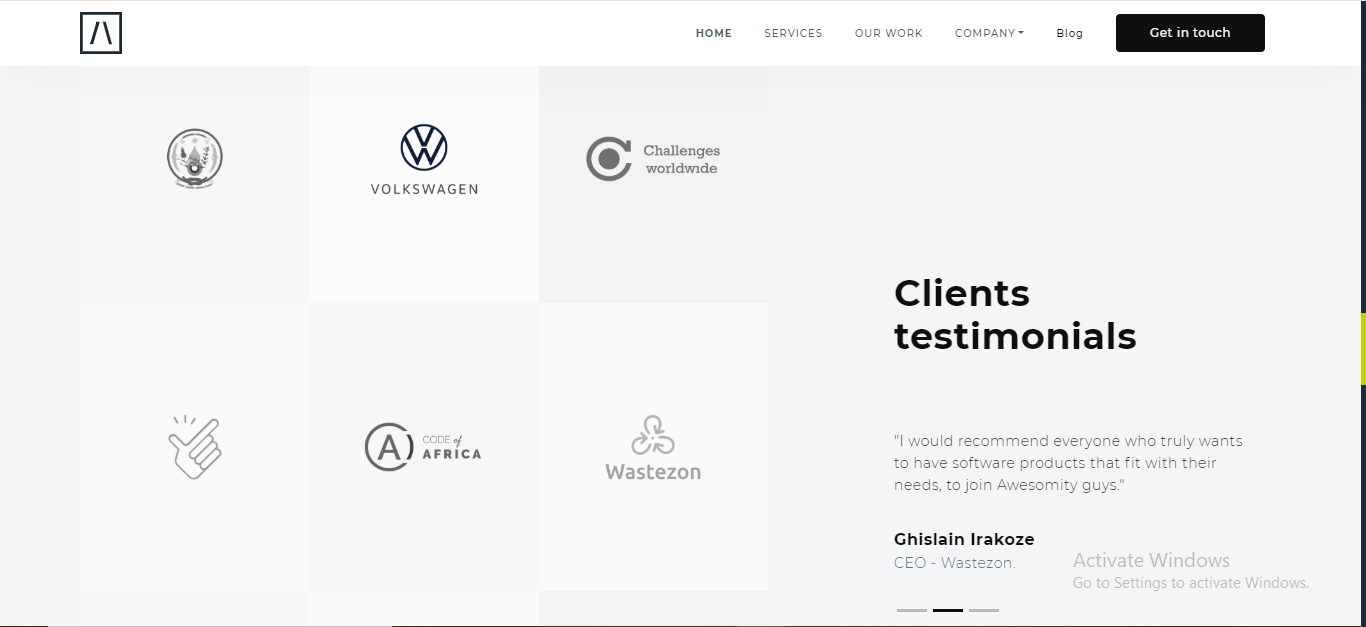 HOME SERVICES OUR WORK COMPANY Blog Get in touch
VOLKSWAGEN
Challenges
worldwide
CODE of
AFRICA
Wastezon
Clients
testimonials
"I would recommend everyone who truly wants
to have software products that fit with their
needs, to join Awesomity guys."
Ghislain Irakoze
CEO - Wastezon.
Activate Windows
Go to Settings to activate Windows.